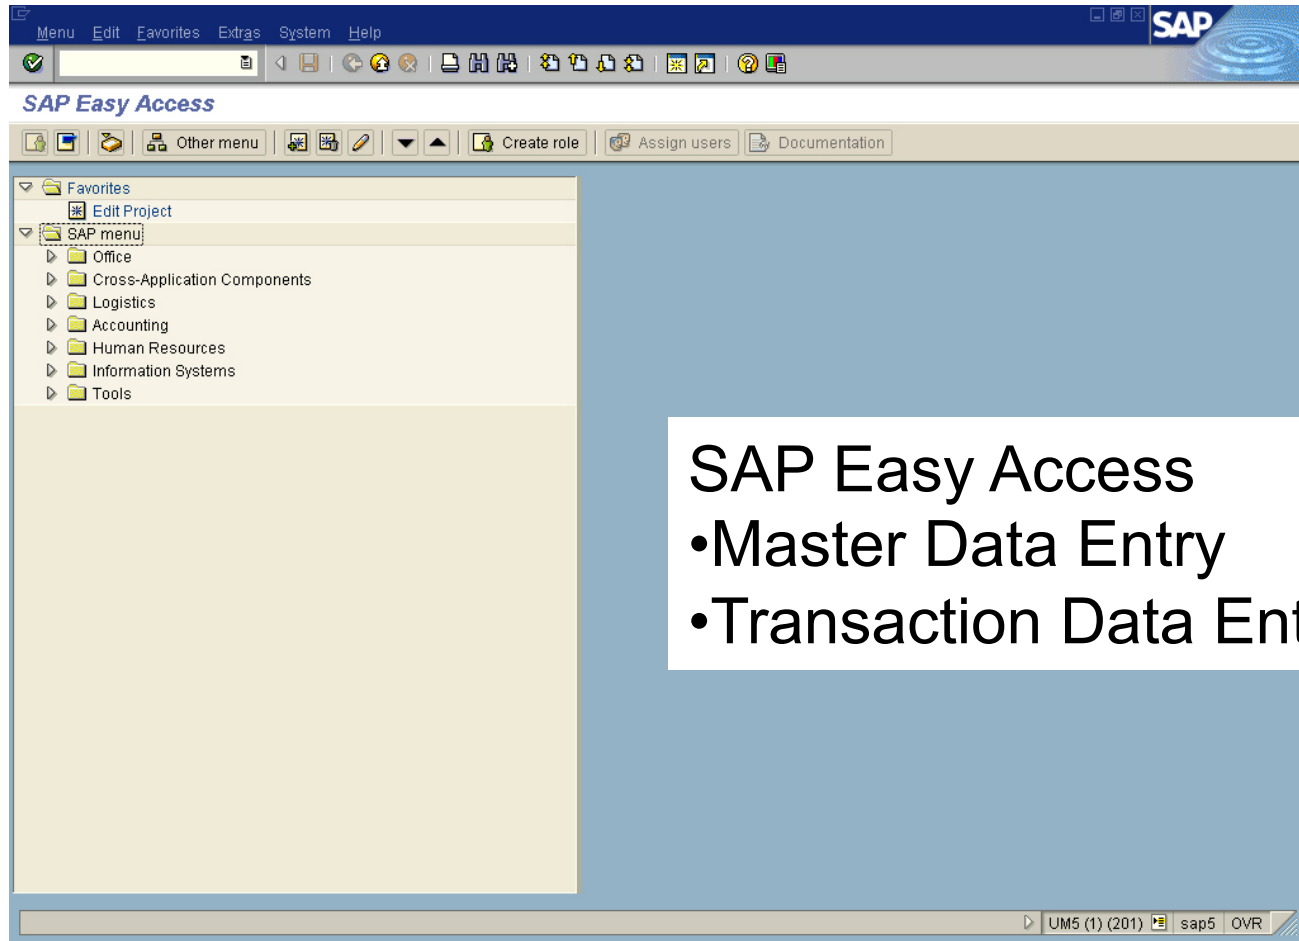 Menu Edit Favorites Extras System Help
SAP
SAP Easy Access
Other menu Create role Assign users Documentation
Favorites
Edit Project
SAP menu
Office
Cross-Application Components
Logistics
Accounting
Human Resources
Information Systems
Tools
SAP Easy Access
•Master Data Entry
•Transaction Data Ent
UM5 (1) (201) sap5 OVR